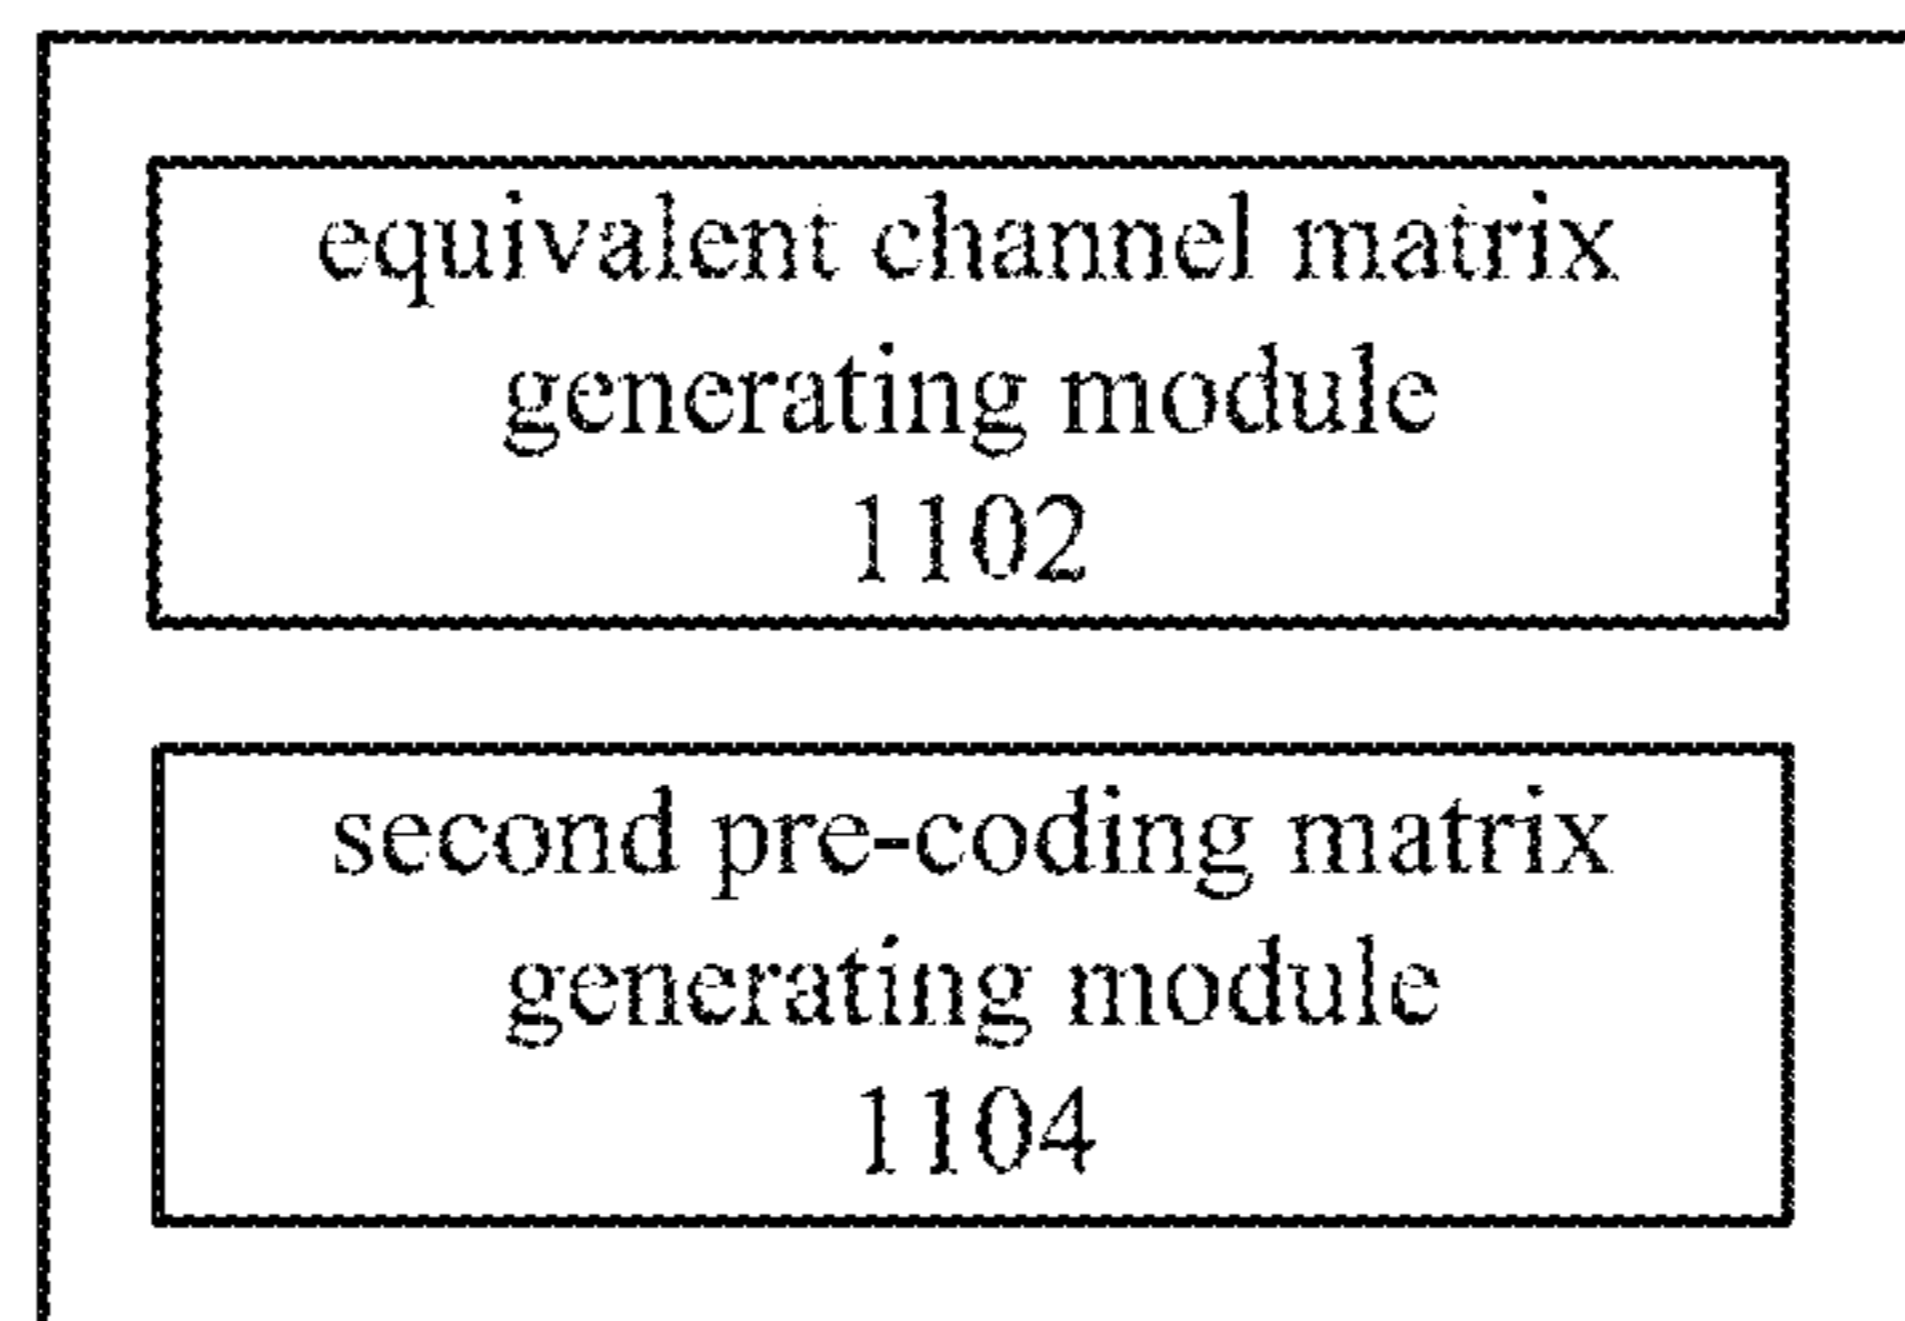 equivalent channel matrix
generating module
1102
second pre-coding matrix
generating module
1104